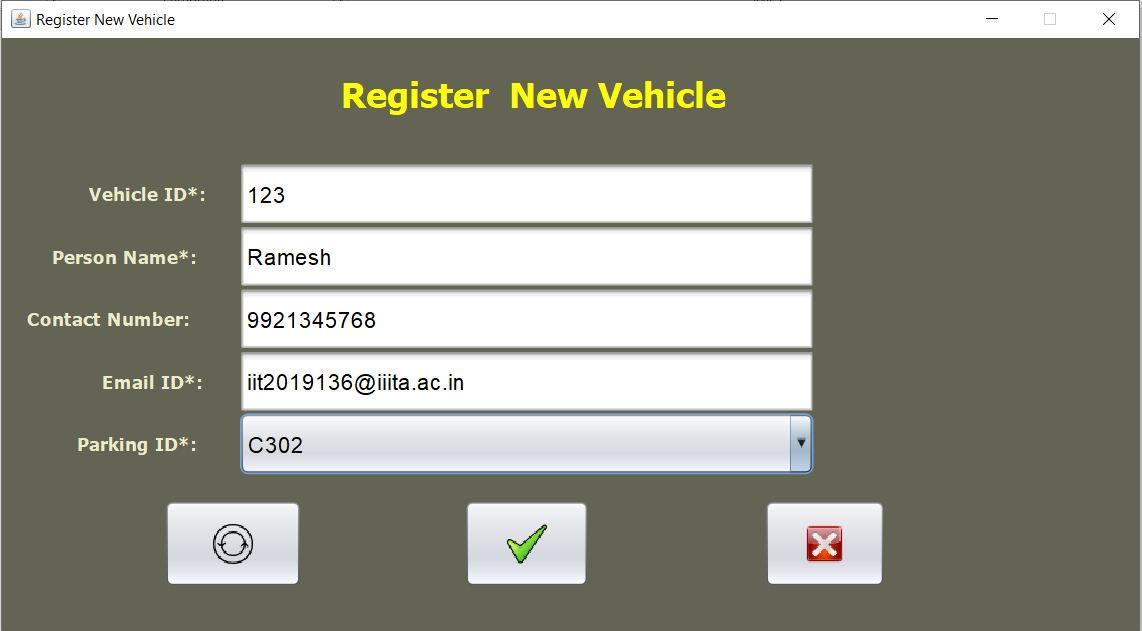 Register New Vehicle
Register  New Vehicle
Vehicle ID*: 123
Person Name*: Ramesh
Contact Number: 9921345768
Email ID*: iit2019136@iiita.ac.in
Parking ID*: C302